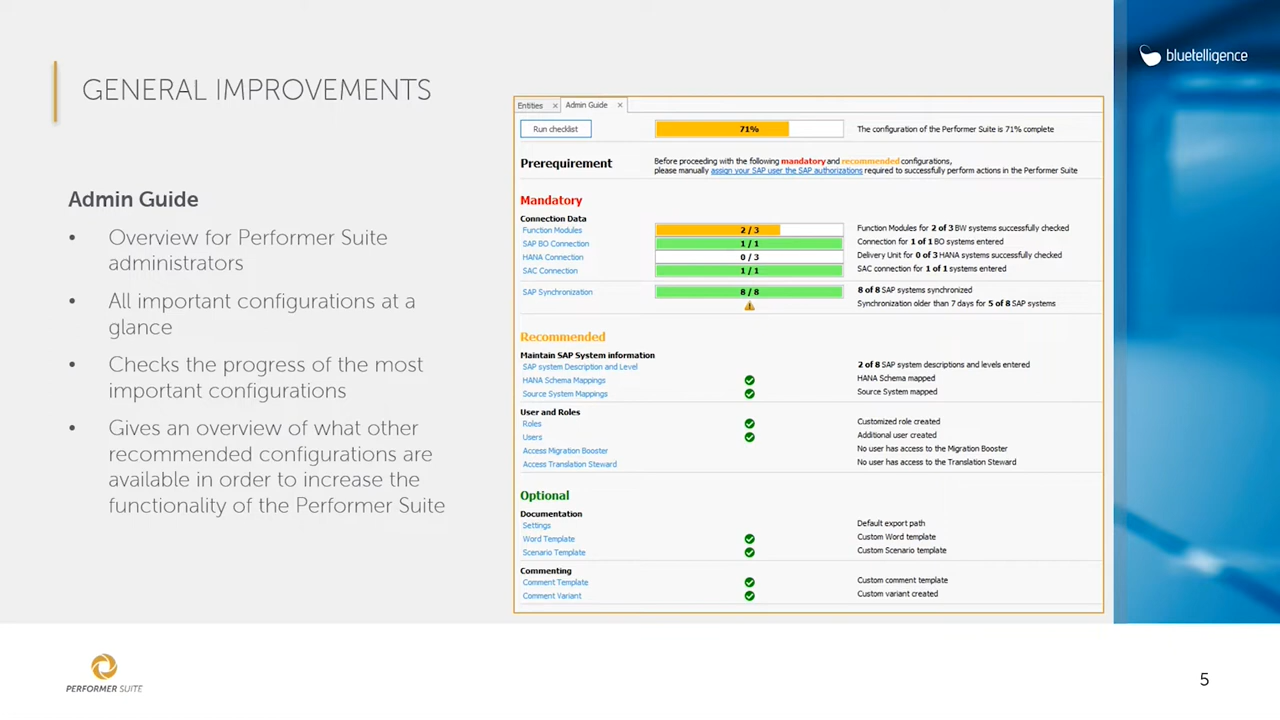 GENERAL IMPROVEMENTS
bluetelligence
Admin Guide
• Overview for Performer Suite
administrators
• All important configurations at a
glance
• Checks the progress of the most
important configurations
• Gives an overview of what other
recommended configurations are
available in order to increase the
functionality of the Performer Suite
Entities × Admin Guide ×
Run checklist 71% The configuration of the Performer Suite is 71% complete
Prerequirement
Before proceeding with the following mandatory and recommended configurations,
please manually assign your SAP user the SAP authorizations required to successfully perform actions in the Performer Suite
Mandatory
Connection Data
Function Modules 2 / 3 Function Modules for 2 of 3 BW systems successfully checked
SAP BO Connection 1 / 1 Connection for 1 of 1 BO systems entered
HANA Connection 0 / 3 Delivery Unit for 0 of 3 HANA systems successfully checked
SAC Connection 1 / 1 SAC connection for 1 of 1 systems entered
SAP Synchronization 8 / 8 8 of 8 SAP systems synchronized
Synchronization older than 7 days for 5 of 8 SAP systems
Recommended
Maintain SAP System information
SAP system Description and Level 2 of 8 SAP system descriptions and levels entered
HANA Schema Mappings HANA Schema mapped
Source System Mappings Source System mapped
User and Roles
Roles Customized role created
Users Additional user created
Access Migration Booster No user has access to the Migration Booster
Access Translation Steward No user has access to the Translation Steward
Optional
Documentation
Settings Default export path
Word Template Custom Word template
Scenario Template Custom Scenario template
Commenting
Comment Template Custom comment template
Comment Variant Custom variant created
PERFORMER SUITE
5